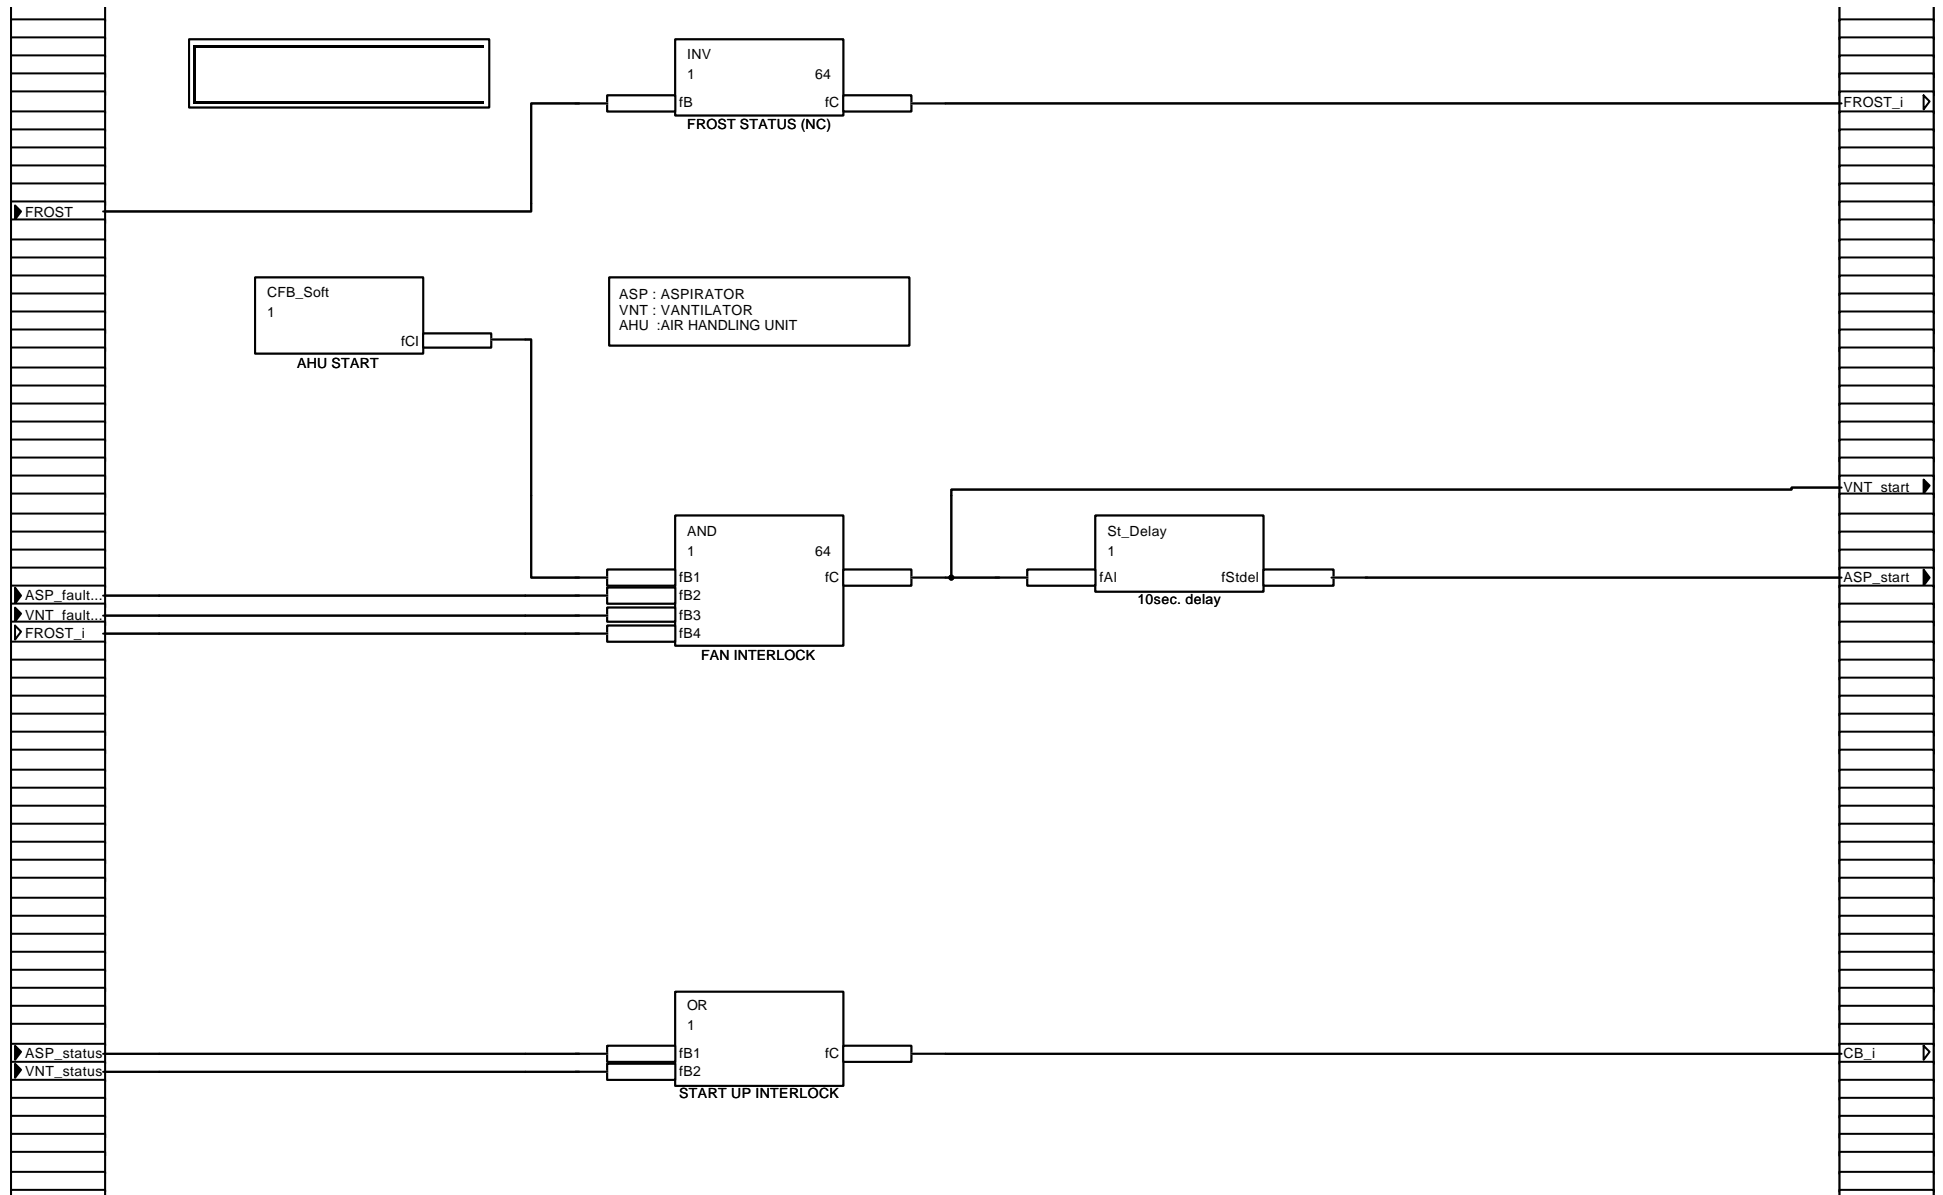 INV
1 64
fB fC
FROST_i
FROST STATUS (NC)
FROST
CFB_Soft
1
fCl
AHU START
ASP : ASPIRATOR
VNT : VANTILATOR
AHU :AIR HANDLING UNIT
VNT_start
AND
1 64
fB1 fC
fB2
fB3
fB4
FAN INTERLOCK
St_Delay
1
fAl fStdel
10sec. delay
ASP_start
ASP_fault...
VNT_fault...
FROST_i
OR
1
fB1 fC
fB2
START UP INTERLOCK
ASP_status
VNT_status
CB_i